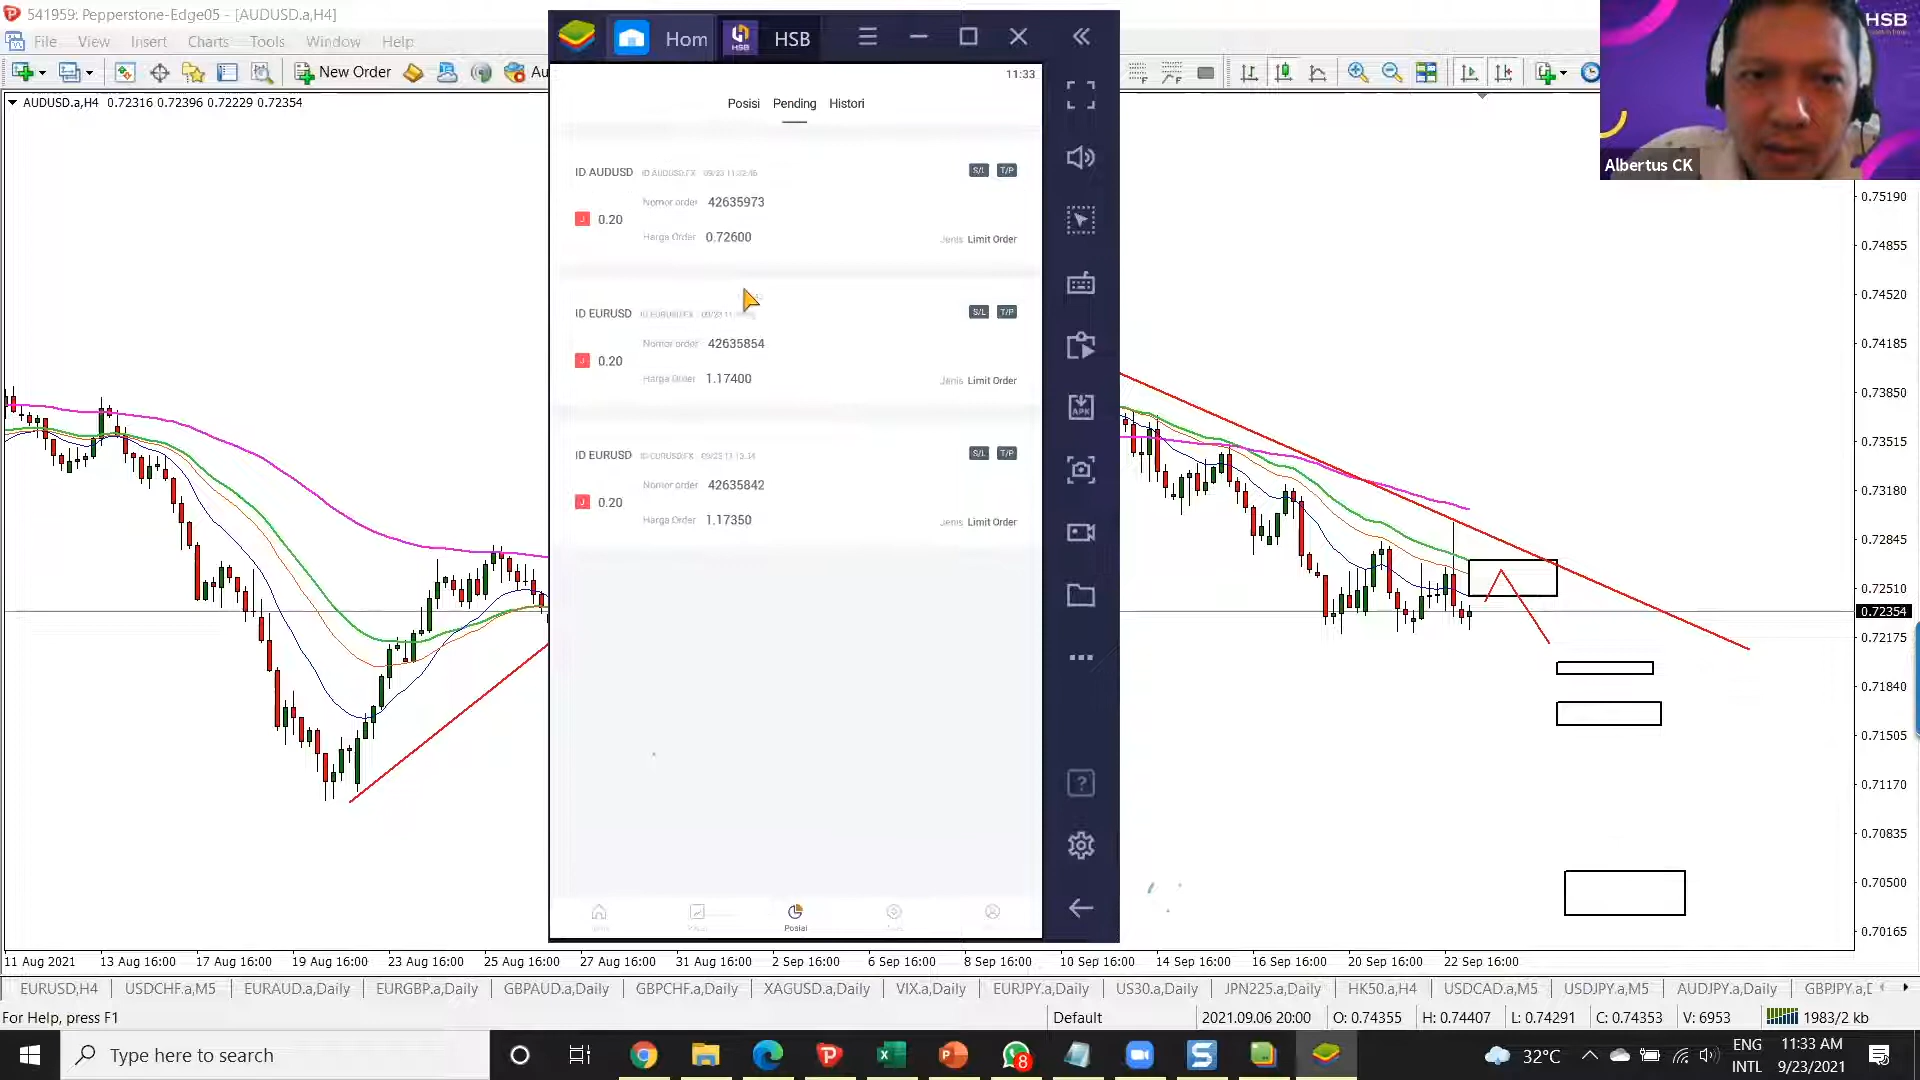 541959: Pepperstone-Edge05 - [AUDUSD.a,H4]
File View Insert Charts Tools Window Help
New Order
Au
AUDUSD.a,H4 0.72316 0.72396 0.72229 0.72354
Hom
HSB
HSB
11:33
Posisi Pending Histori
ID AUDUSD
S/L T/P
Nomor order 42635973
J 0.20
Harga Order 0.72600
Jenis Limit Order
ID EURUSD
S/L T/P
Nomor order 42635854
J 0.20
Harga Order 1.17400
Jenis Limit Order
ID EURUSD
S/L T/P
Nomor order 42635842
J 0.20
Harga Order 1.17350
Jenis Limit Order
Posisi
APK
HSB
Albertus CK
0.75190
0.74855
0.74520
0.74185
0.73850
0.73515
0.73180
0.72845
0.72510
0.72354
0.72175
0.71840
0.71505
0.71170
0.70835
0.70500
0.70165
11 Aug 2021 13 Aug 16:00 17 Aug 16:00 19 Aug 16:00 23 Aug 16:00 25 Aug 16:00 27 Aug 16:00 31 Aug 16:00 2 Sep 16:00 6 Sep 16:00 8 Sep 16:00 10 Sep 16:00 14 Sep 16:00 16 Sep 16:00 20 Sep 16:00 22 Sep 16:00
EURUSD,H4 USDCHF.a,M5 EURAUD.a,Daily EURGBP.a,Daily GBPAUD.a,Daily GBPCHF.a,Daily XAGUSD.a,Daily VIX.a,Daily EURJPY.a,Daily US30.a,Daily JPN225.a,Daily HK50.a,H4 USDCAD.a,M5 USDJPY.a,M5 AUDJPY.a,Daily GBPJPY.a,D
For Help, press F1
Default
2021.09.06 20:00 O: 0.74355 H: 0.74407 L: 0.74291 C: 0.74353 V: 6953 1983/2 kb
Type here to search
8
32°C
ENG
INTL
11:33 AM
9/23/2021